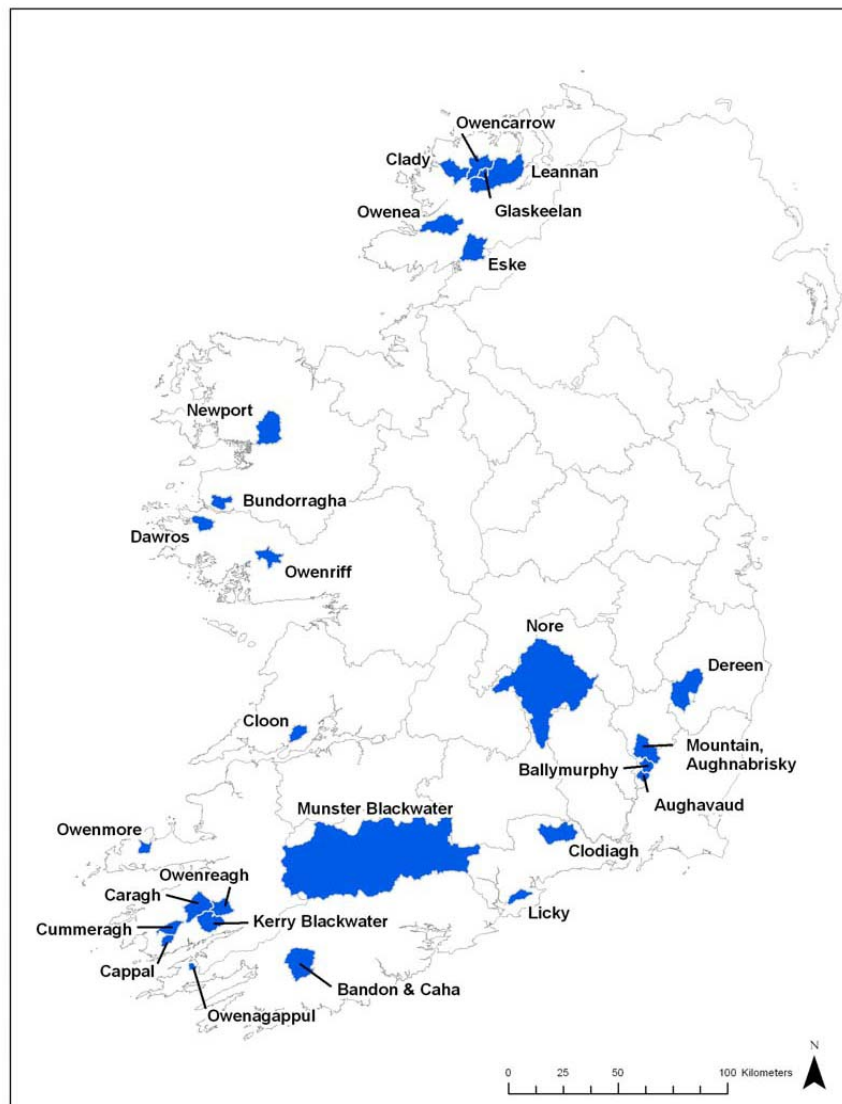 Owencarrow
Clady
Leannan
Glaskeelan
Owenea
Eske
Newport
Bundorragha
Dawros
Owenriff
Nore
Dereen
Cloon
Mountain,
Aughnabrisky
Ballymurphy
Aughavaud
Munster Blackwater
Owenmore
Clodiagh
Owenreagh
Caragh
Licky
Kerry Blackwater
Cummeragh
Cappal
Bandon & Caha
Owenagappul
N
0 25 50 100 Kilometers